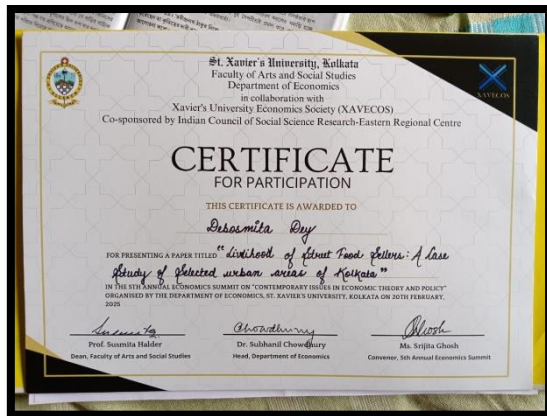 St. Xavier's University, Kolkata
Faculty of Arts and Social Studies
Department of Economics
in collaboration with
Xavier's University Economics Society (XAVECOS)
Co-sponsored by Indian Council of Social Science Research-Eastern Regional Centre
XAVECOS
CERTIFICATE
FOR PARTICIPATION
THIS CERTIFICATE IS AWARDED TO
Debosmita Dey
FOR PRESENTING A PAPER TITLED "Livlihood of Street Food Sellers: A Case
Study of Selected urban areas of Kolkata"
IN THE 5TH ANNUAL ECONOMICS SUMMIT ON "CONTEMPORARY ISSUES IN ECONOMIC THEORY AND POLICY"
ORGANISED BY THE DEPARTMENT OF ECONOMICS, ST. XAVIER'S UNIVERSITY, KOLKATA ON 20TH FEBRUARY,
2025
Prof. Susmita Halder
Dean, Faculty of Arts and Social Studies
Dr. Subhanil Chowdhury
Head, Department of Economics
Ms. Srijita Ghosh
Convenor, 5th Annual Economics Summit